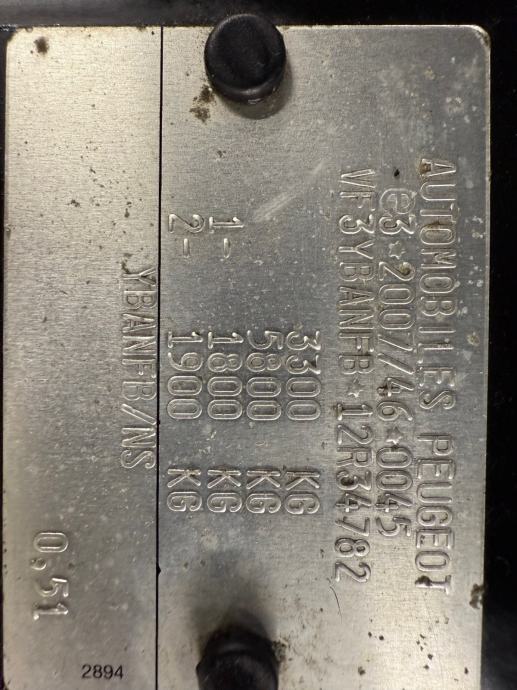 AUTOMOBILES PEUGEOT
e3*2007/46*0045
VF3YBANFB*12R34782
3300 KG
5800 KG
1- 1800 KG
2- 1900 KG
YBANFB/NS
0,51
2894